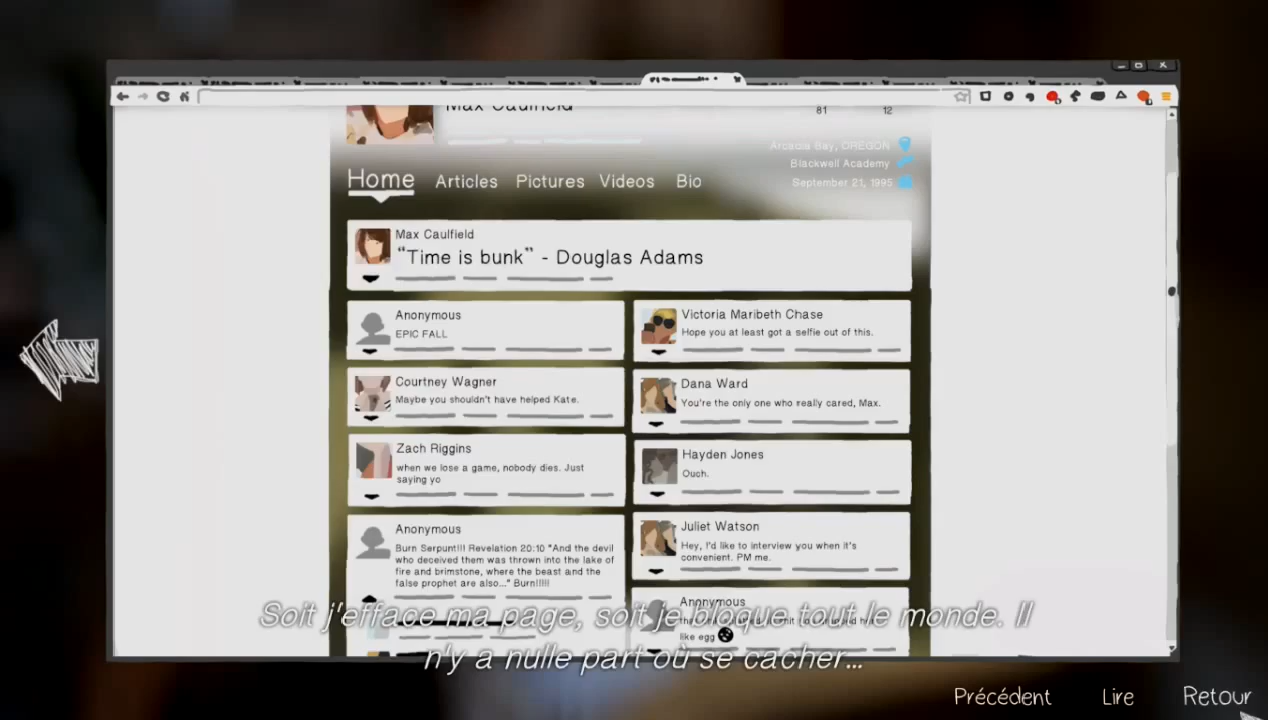 Max Caulfield
81 12
Arcadia Bay, OREGON
Blackwell Academy
September 21, 1995
Home Articles Pictures Videos Bio
Max Caulfield
“Time is bunk” - Douglas Adams
Anonymous
EPIC FALL
Courtney Wagner
Maybe you shouldn't have helped Kate.
Zach Riggins
when we lose a game, nobody dies. Just
saying yo
Anonymous
Burn Serpunt!!! Revelation 20:10 "And the devil
who deceived them was thrown into the lake of
fire and brimstone, where the beast and the
false prophet are also..." Burn!!!!!
Victoria Maribeth Chase
Hope you at least got a selfie out of this.
Dana Ward
You're the only one who really cared, Max.
Hayden Jones
Ouch.
Juliet Watson
Hey, I'd like to interview you when it's
convenient. PM me.
Anonymous
like egg
Soit j'efface ma page, soit je bloque tout le monde. Il
n'y a nulle part où se cacher...
Précédent Lire Retour